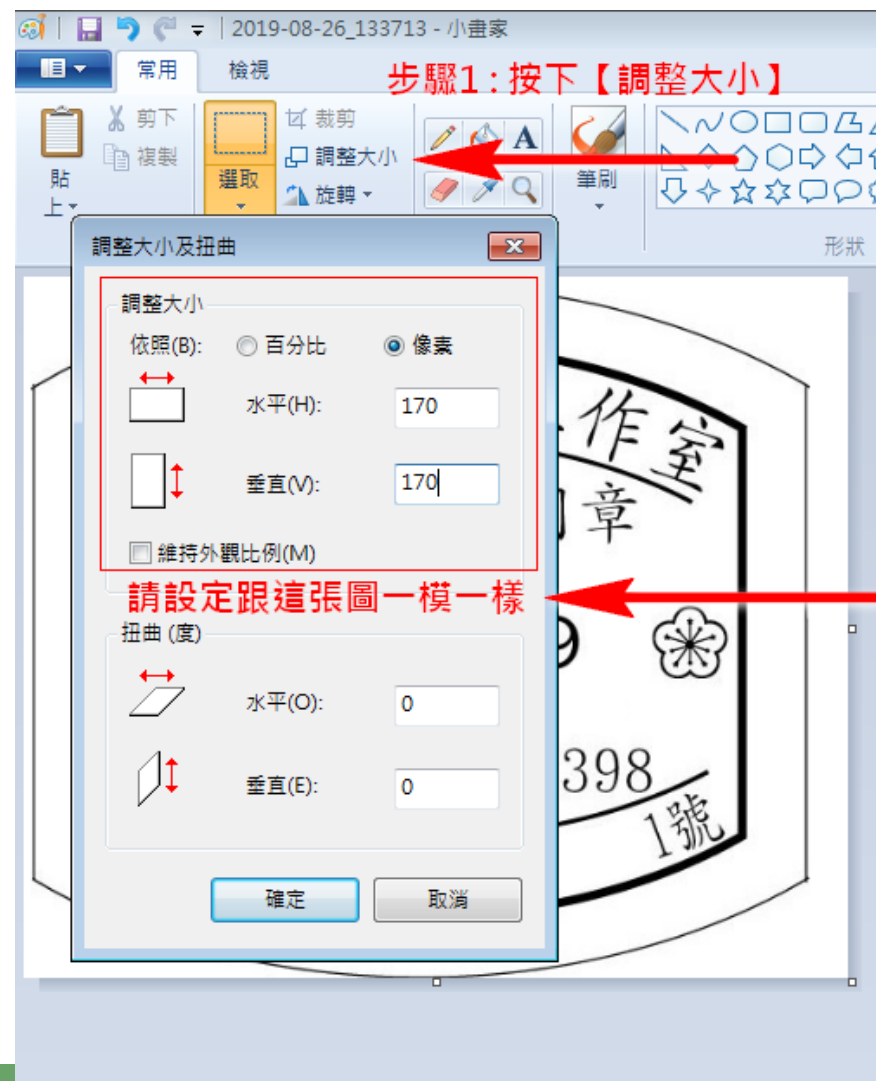 2019-08-26_133713 - 小畫家
常用 檢視
步驟1：按下【調整大小】
剪下
裁剪
複製
調整大小
A
貼上
選取
旋轉
筆刷
形狀
調整大小及扭曲
調整大小
依照(B): 百分比 像素
水平(H): 170
垂直(V): 170
維持外觀比例(M)
請設定跟這張圖一模一樣
扭曲 (度)
水平(O): 0
垂直(E): 0
確定 取消
作室
章
398
1號